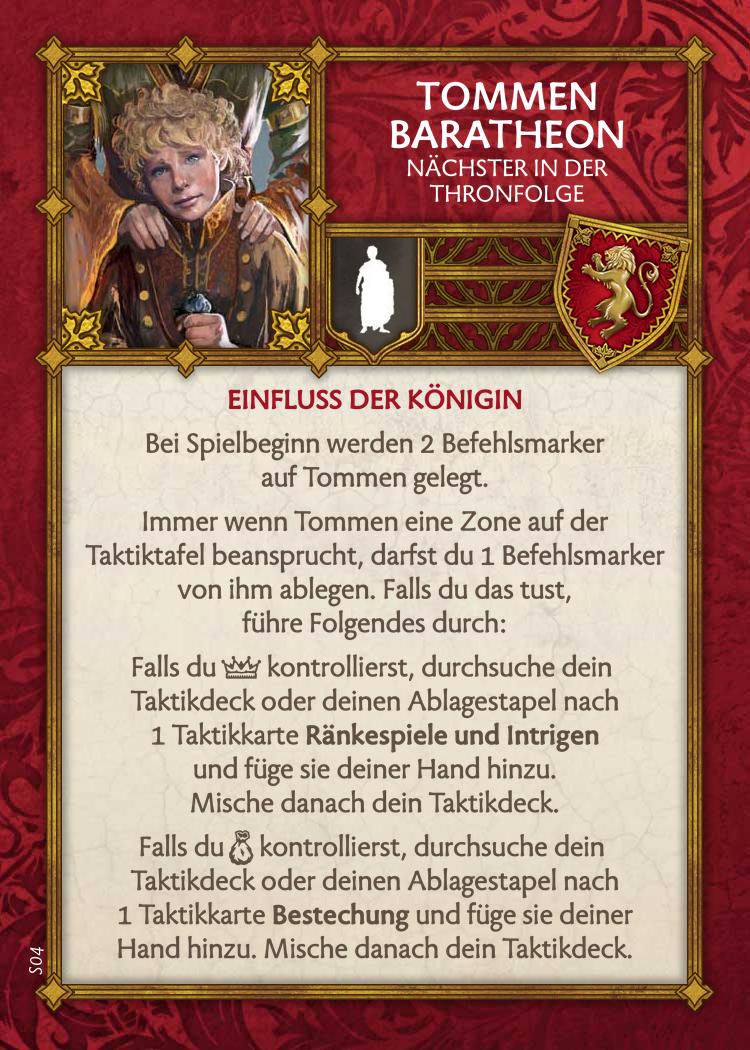 TOMMEN
BARATHEON
NÄCHSTER IN DER
THRONFOLGE
EINFLUSS DER KÖNIGIN
Bei Spielbeginn werden 2 Befehlsmarker
auf Tommen gelegt.
Immer wenn Tommen eine Zone auf der
Taktiktafel beansprucht, darfst du 1 Befehlsmarker
von ihm ablegen. Falls du das tust,
führe Folgendes durch:
Falls du kontrollierst, durchsuche dein
Taktikdeck oder deinen Ablagestapel nach
1 Taktikkarte Ränkespiele und Intrigen
und füge sie deiner Hand hinzu.
Mische danach dein Taktikdeck.
Falls du kontrollierst, durchsuche dein
Taktikdeck oder deinen Ablagestapel nach
1 Taktikkarte Bestechung und füge sie deiner
Hand hinzu. Mische danach dein Taktikdeck.
S04